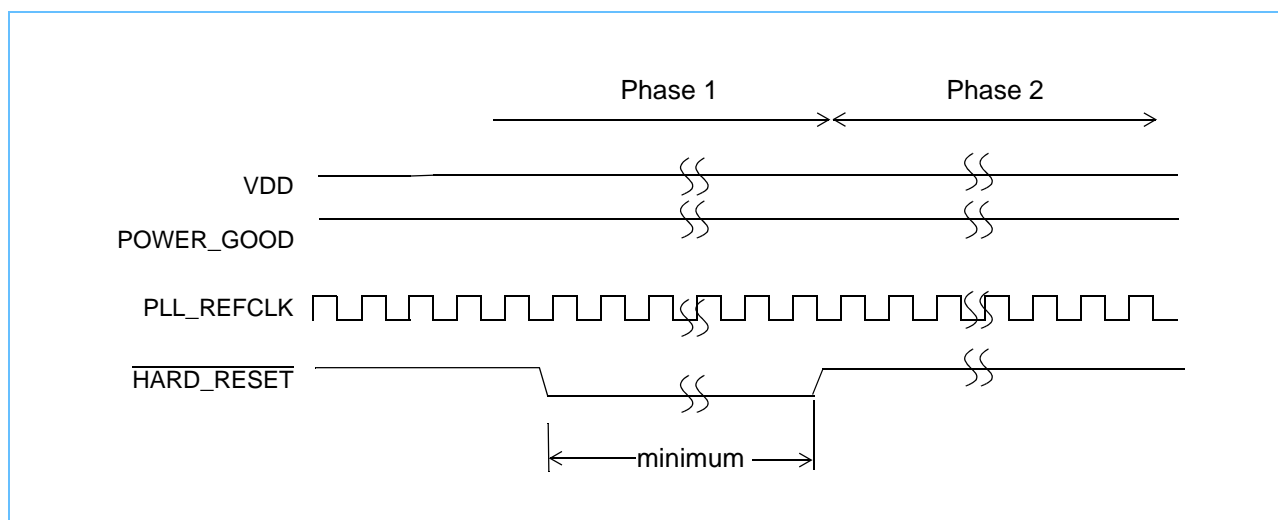 Phase 1
Phase 2
VDD
POWER_GOOD
PLL_REFCLK
HARD_RESET
minimum